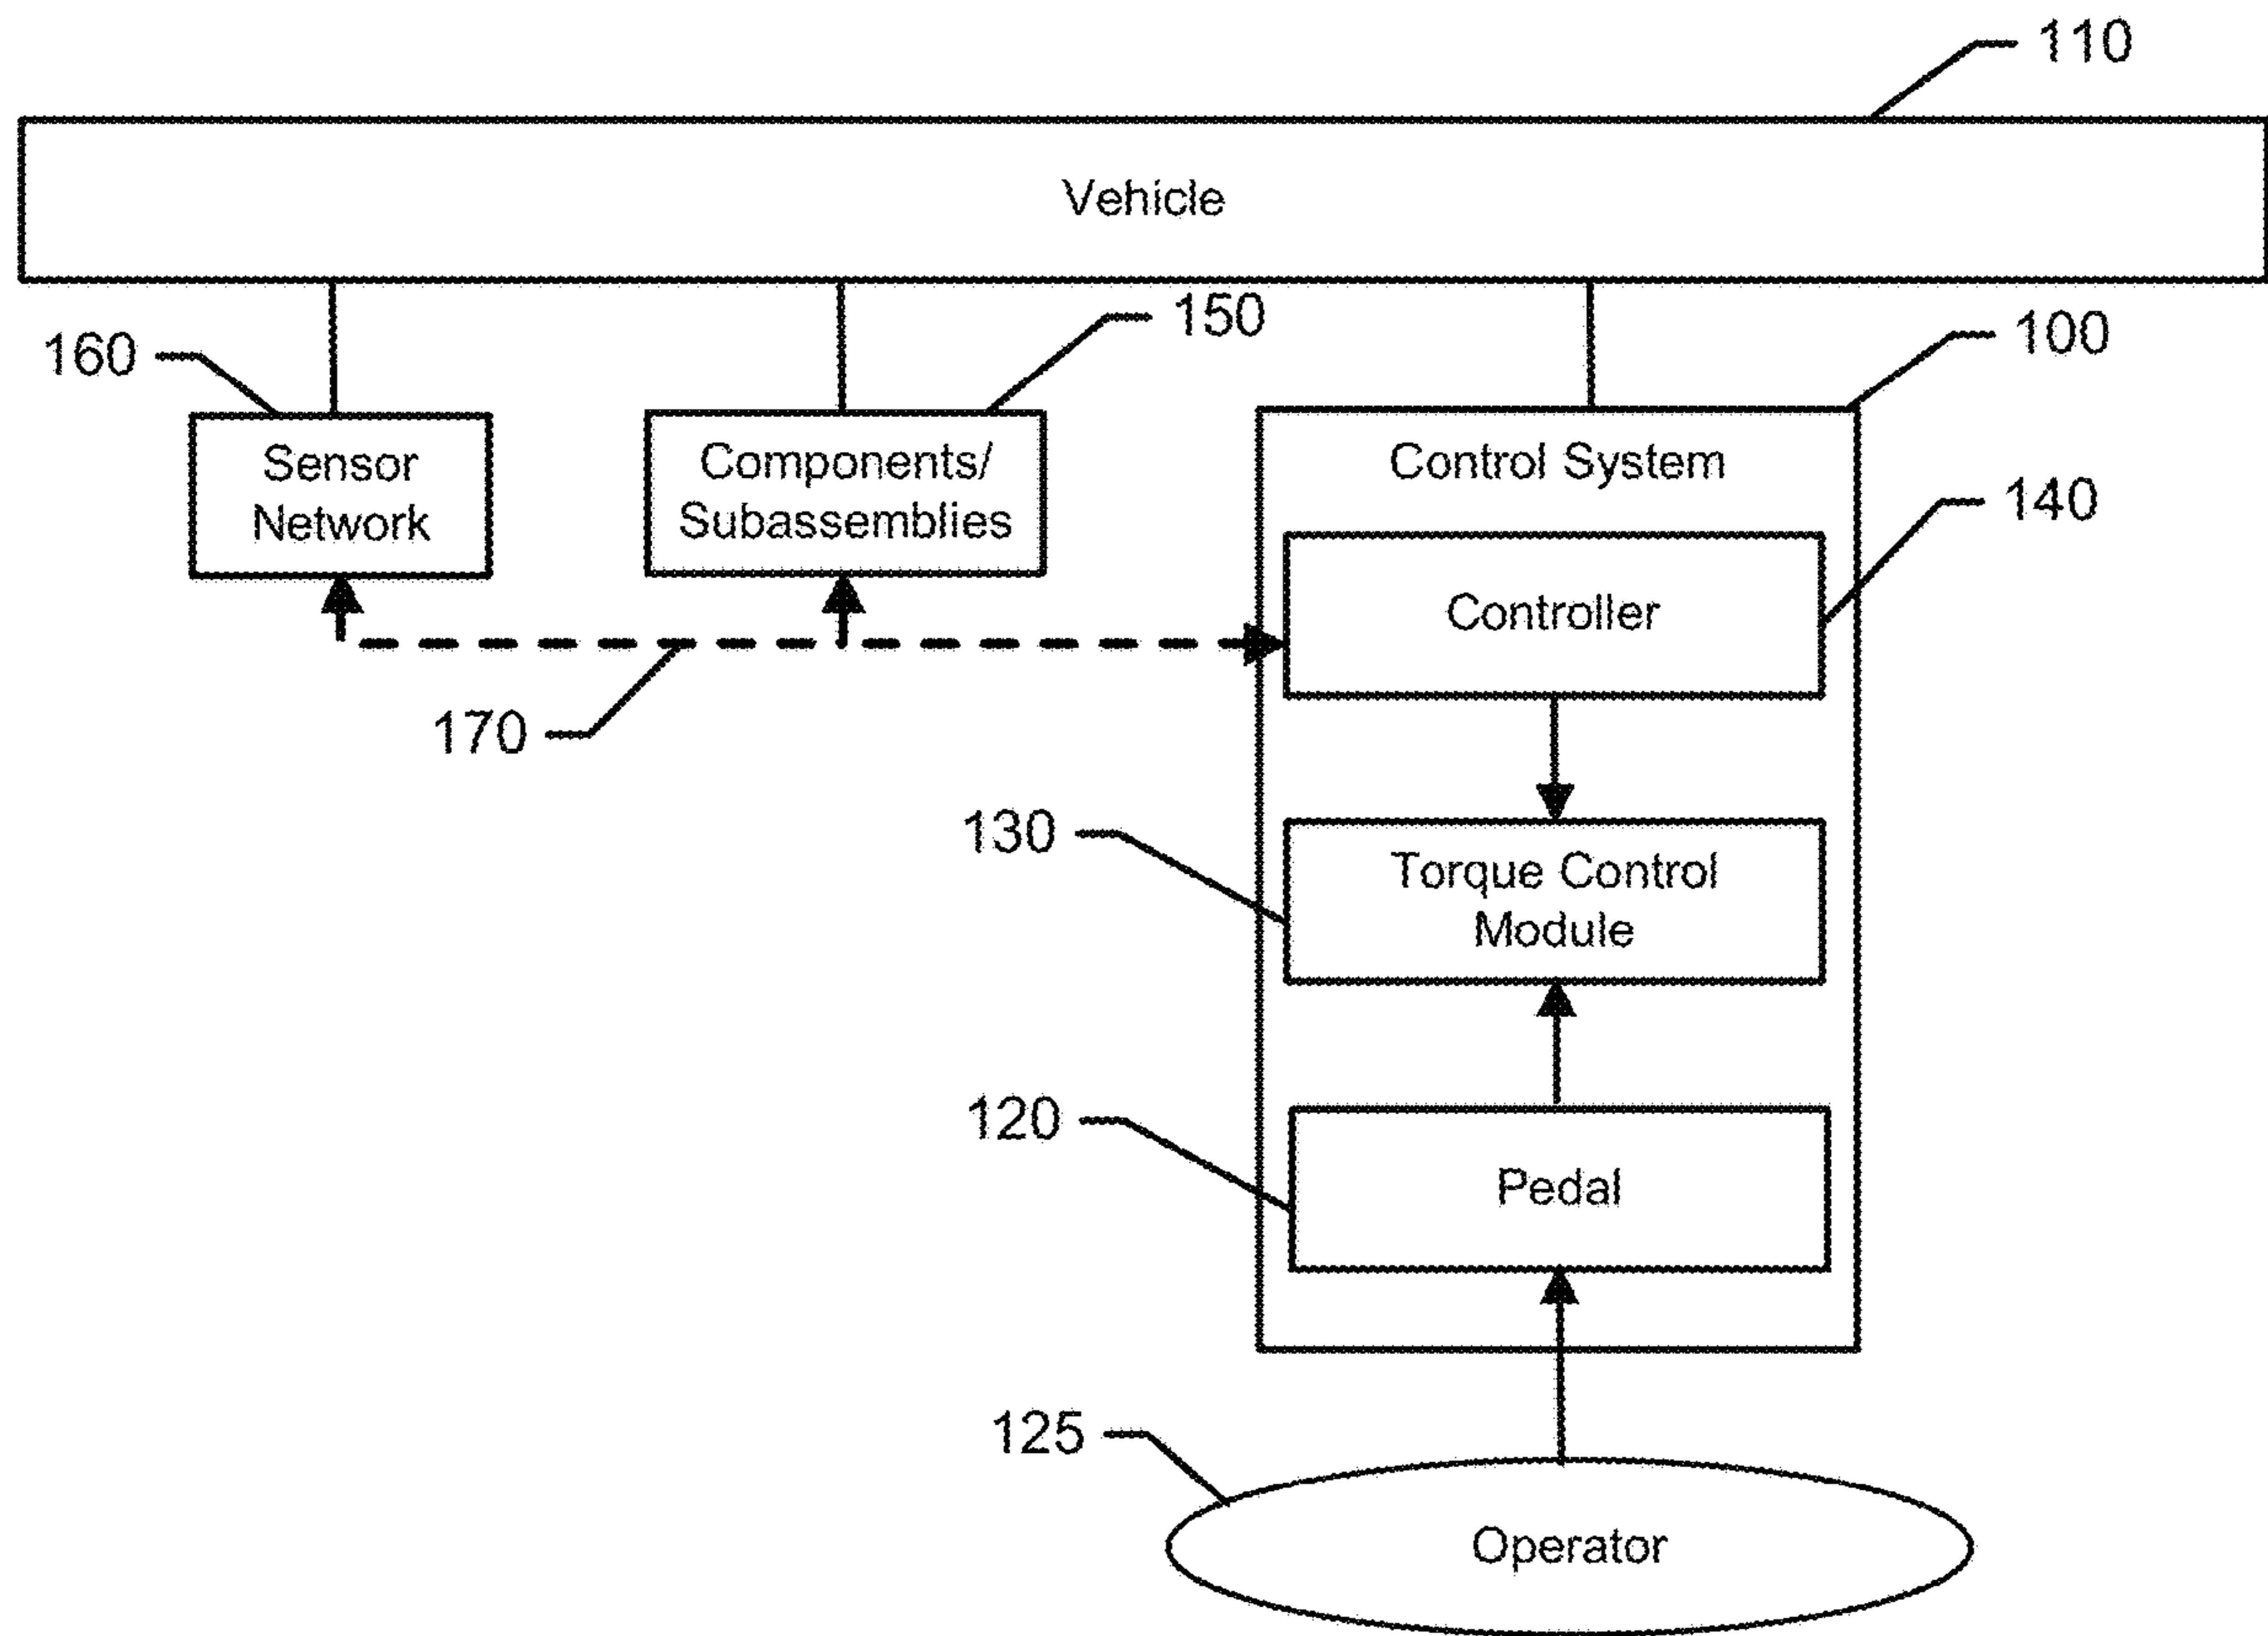 110
Vehicle
150
100
160
Sensor
Network
Components/
Subassemblies
Control System
140
Controller
170
130
Torque Control
Module
120
Pedal
125
Operator